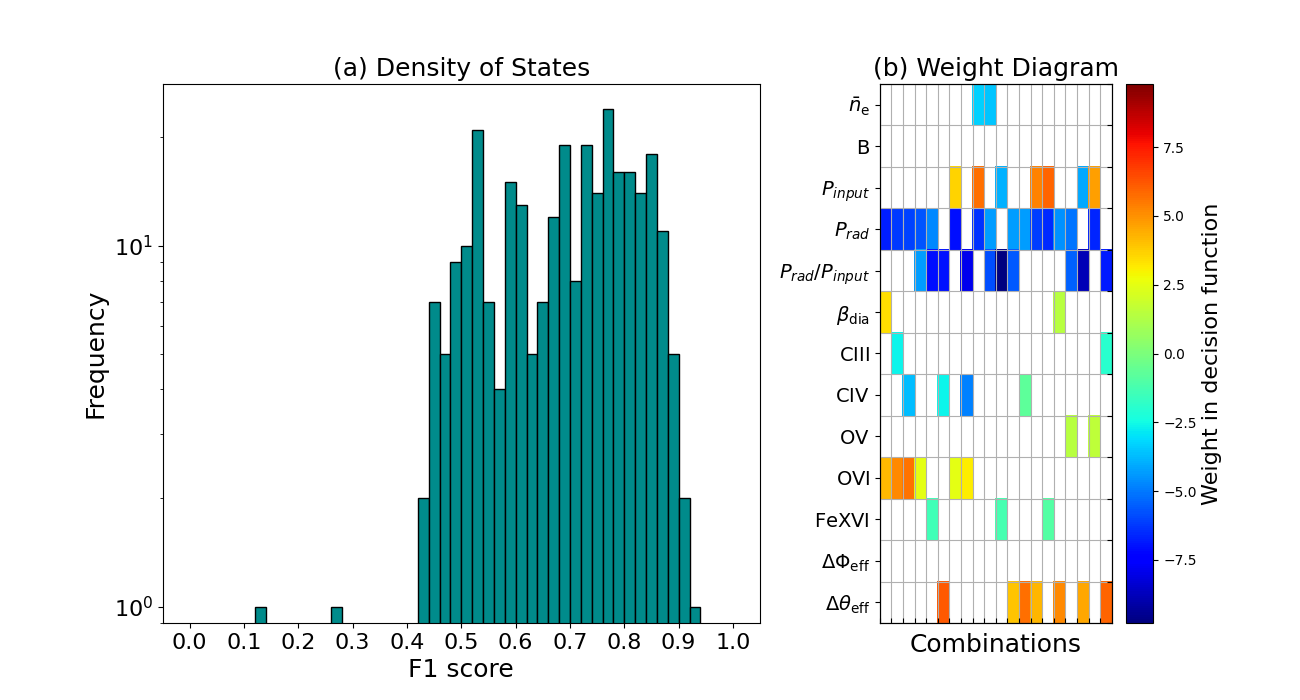 (a) Density of States
Frequency
10¹
10⁰
0.0 0.1 0.2 0.3 0.4 0.5 0.6 0.7 0.8 0.9 1.0
F1 score
(b) Weight Diagram
n̄e
B
Pinput
Prad
Prad/Pinput
βdia
CIII
CIV
OV
OVI
FeXVI
ΔΦeff
Δθeff
Combinations
7.5
5.0
2.5
0.0
−2.5
−5.0
−7.5
Weight in decision function